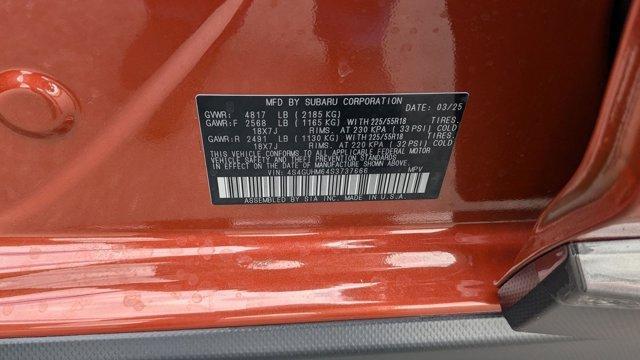 MFD BY SUBARU CORPORATION DATE: 03/25
GVWR: 4817 LB ( 2185 KG)
GAWR:F 2568 LB ( 1165 KG) WITH 225/55R18 TIRES.
18X7J RIMS. AT 230 KPA ( 33 PSI) COLD
GAWR:R 2491 LB ( 1130 KG) WITH 225/55R18 TIRES.
18X7J RIMS. AT 220 KPA ( 32 PSI) COLD
THIS VEHICLE CONFORMS TO ALL APPLICABLE FEDERAL MOTOR
VEHICLE SAFETY AND THEFT PREVENTION STANDARDS
IN EFFECT ON THE DATE OF MANUFACTURE SHOWN ABOVE.
VIN: 4S4GUHM64S3737666 MPV
ASSEMBLED BY SIA INC. MADE IN U.S.A.